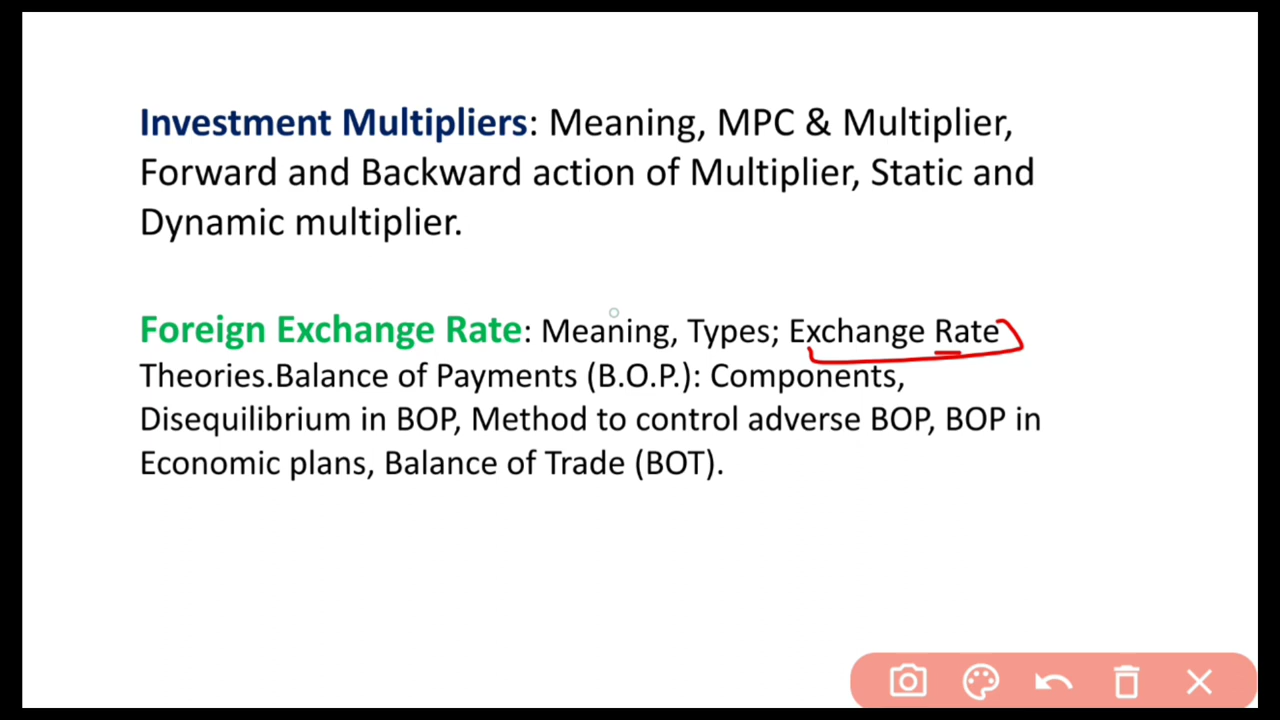 Investment Multipliers: Meaning, MPC & Multiplier,
Forward and Backward action of Multiplier, Static and
Dynamic multiplier.
Foreign Exchange Rate: Meaning, Types; Exchange Rate
Theories.Balance of Payments (B.O.P.): Components,
Disequilibrium in BOP, Method to control adverse BOP, BOP in
Economic plans, Balance of Trade (BOT).